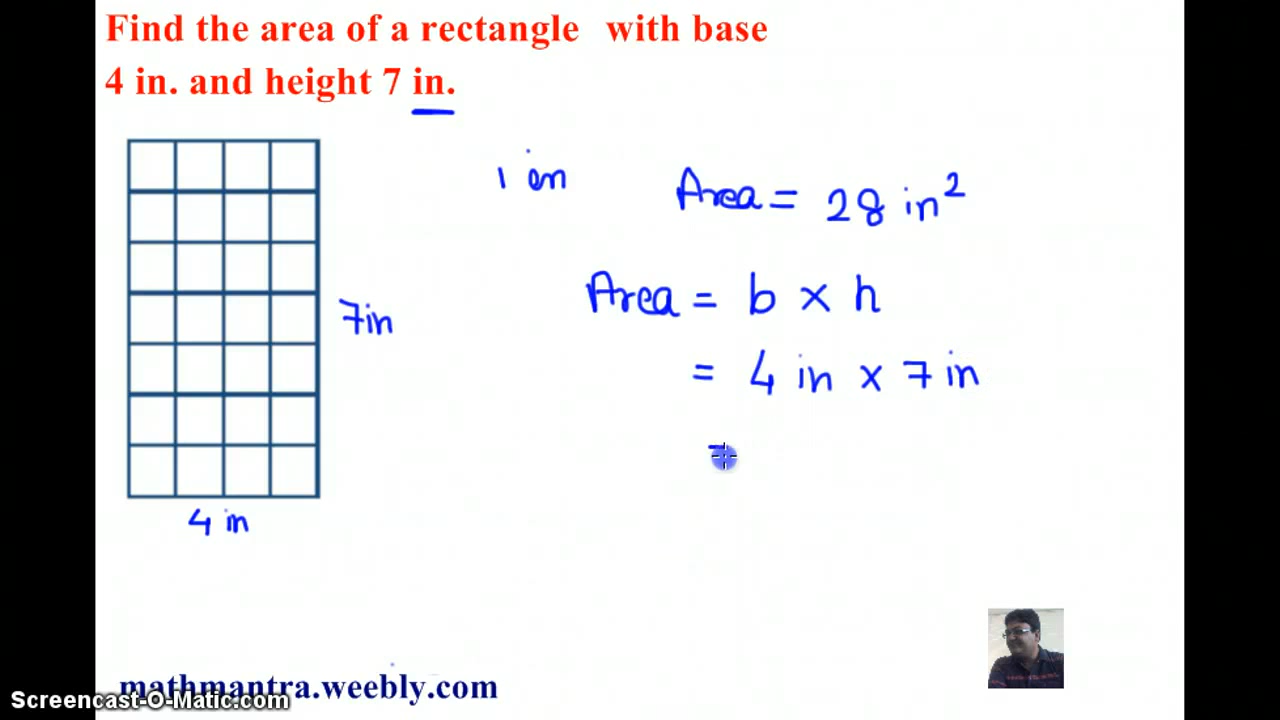 Find the area of a rectangle with base
4 in. and height 7 in.
1 in
Area = 28 in²
Area = b × h
= 4 in × 7 in
=
7in
4 in
mathmantra.weebly.com
Screencast-O-Matic.com